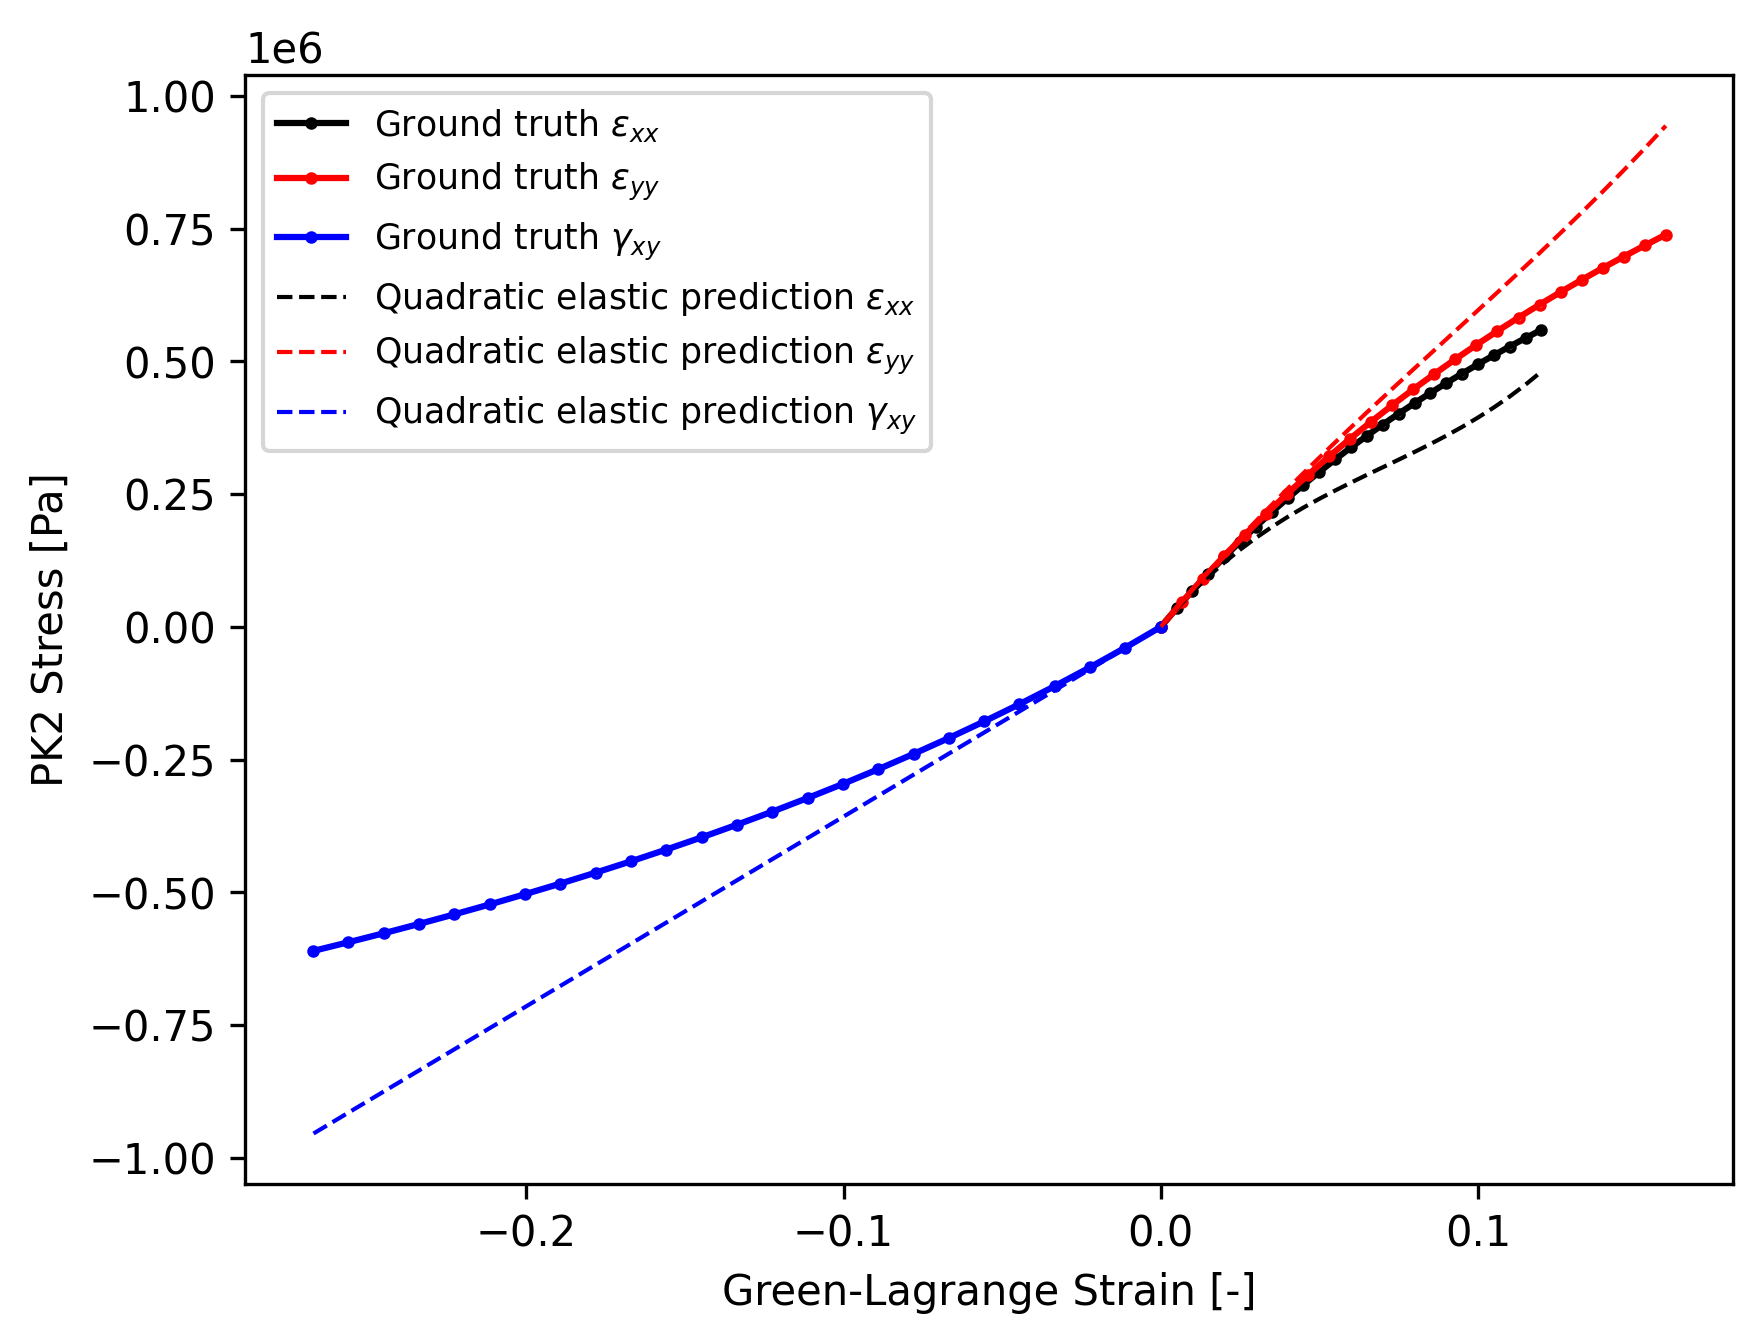 1e6
1.00
0.75
0.50
0.25
0.00
−0.25
−0.50
−0.75
−1.00
PK2 Stress [Pa]
Ground truth εxx
Ground truth εyy
Ground truth γxy
Quadratic elastic prediction εxx
Quadratic elastic prediction εyy
Quadratic elastic prediction γxy
−0.2
−0.1
0.0
0.1
Green-Lagrange Strain [-]